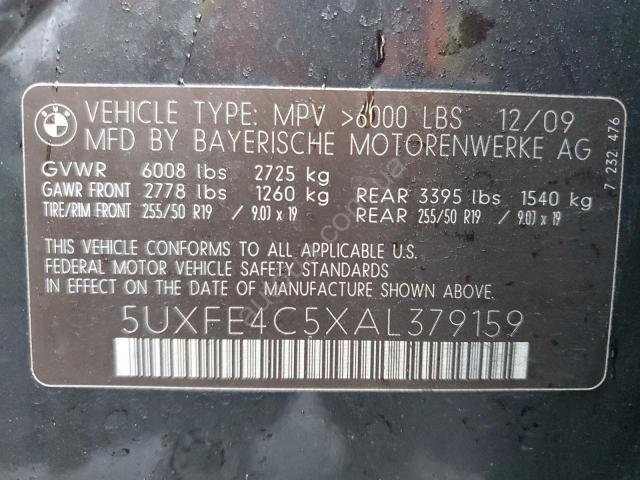 BMW
VEHICLE TYPE: MPV >6000 LBS 12/09
MFD BY BAYERISCHE MOTORENWERKE AG
GVWR 6008 lbs 2725 kg
GAWR FRONT 2778 lbs 1260 kg REAR 3395 lbs 1540 kg
TIRE/RIM FRONT 255/50 R19 / 9.0J x 19 REAR 255/50 R19 / 9.0J x 19
THIS VEHICLE CONFORMS TO ALL APPLICABLE U.S.
FEDERAL MOTOR VEHICLE SAFETY STANDARDS
IN EFFECT ON THE DATE OF MANUFACTURE SHOWN ABOVE.
5UXFE4C5XAL379159
7 232 476